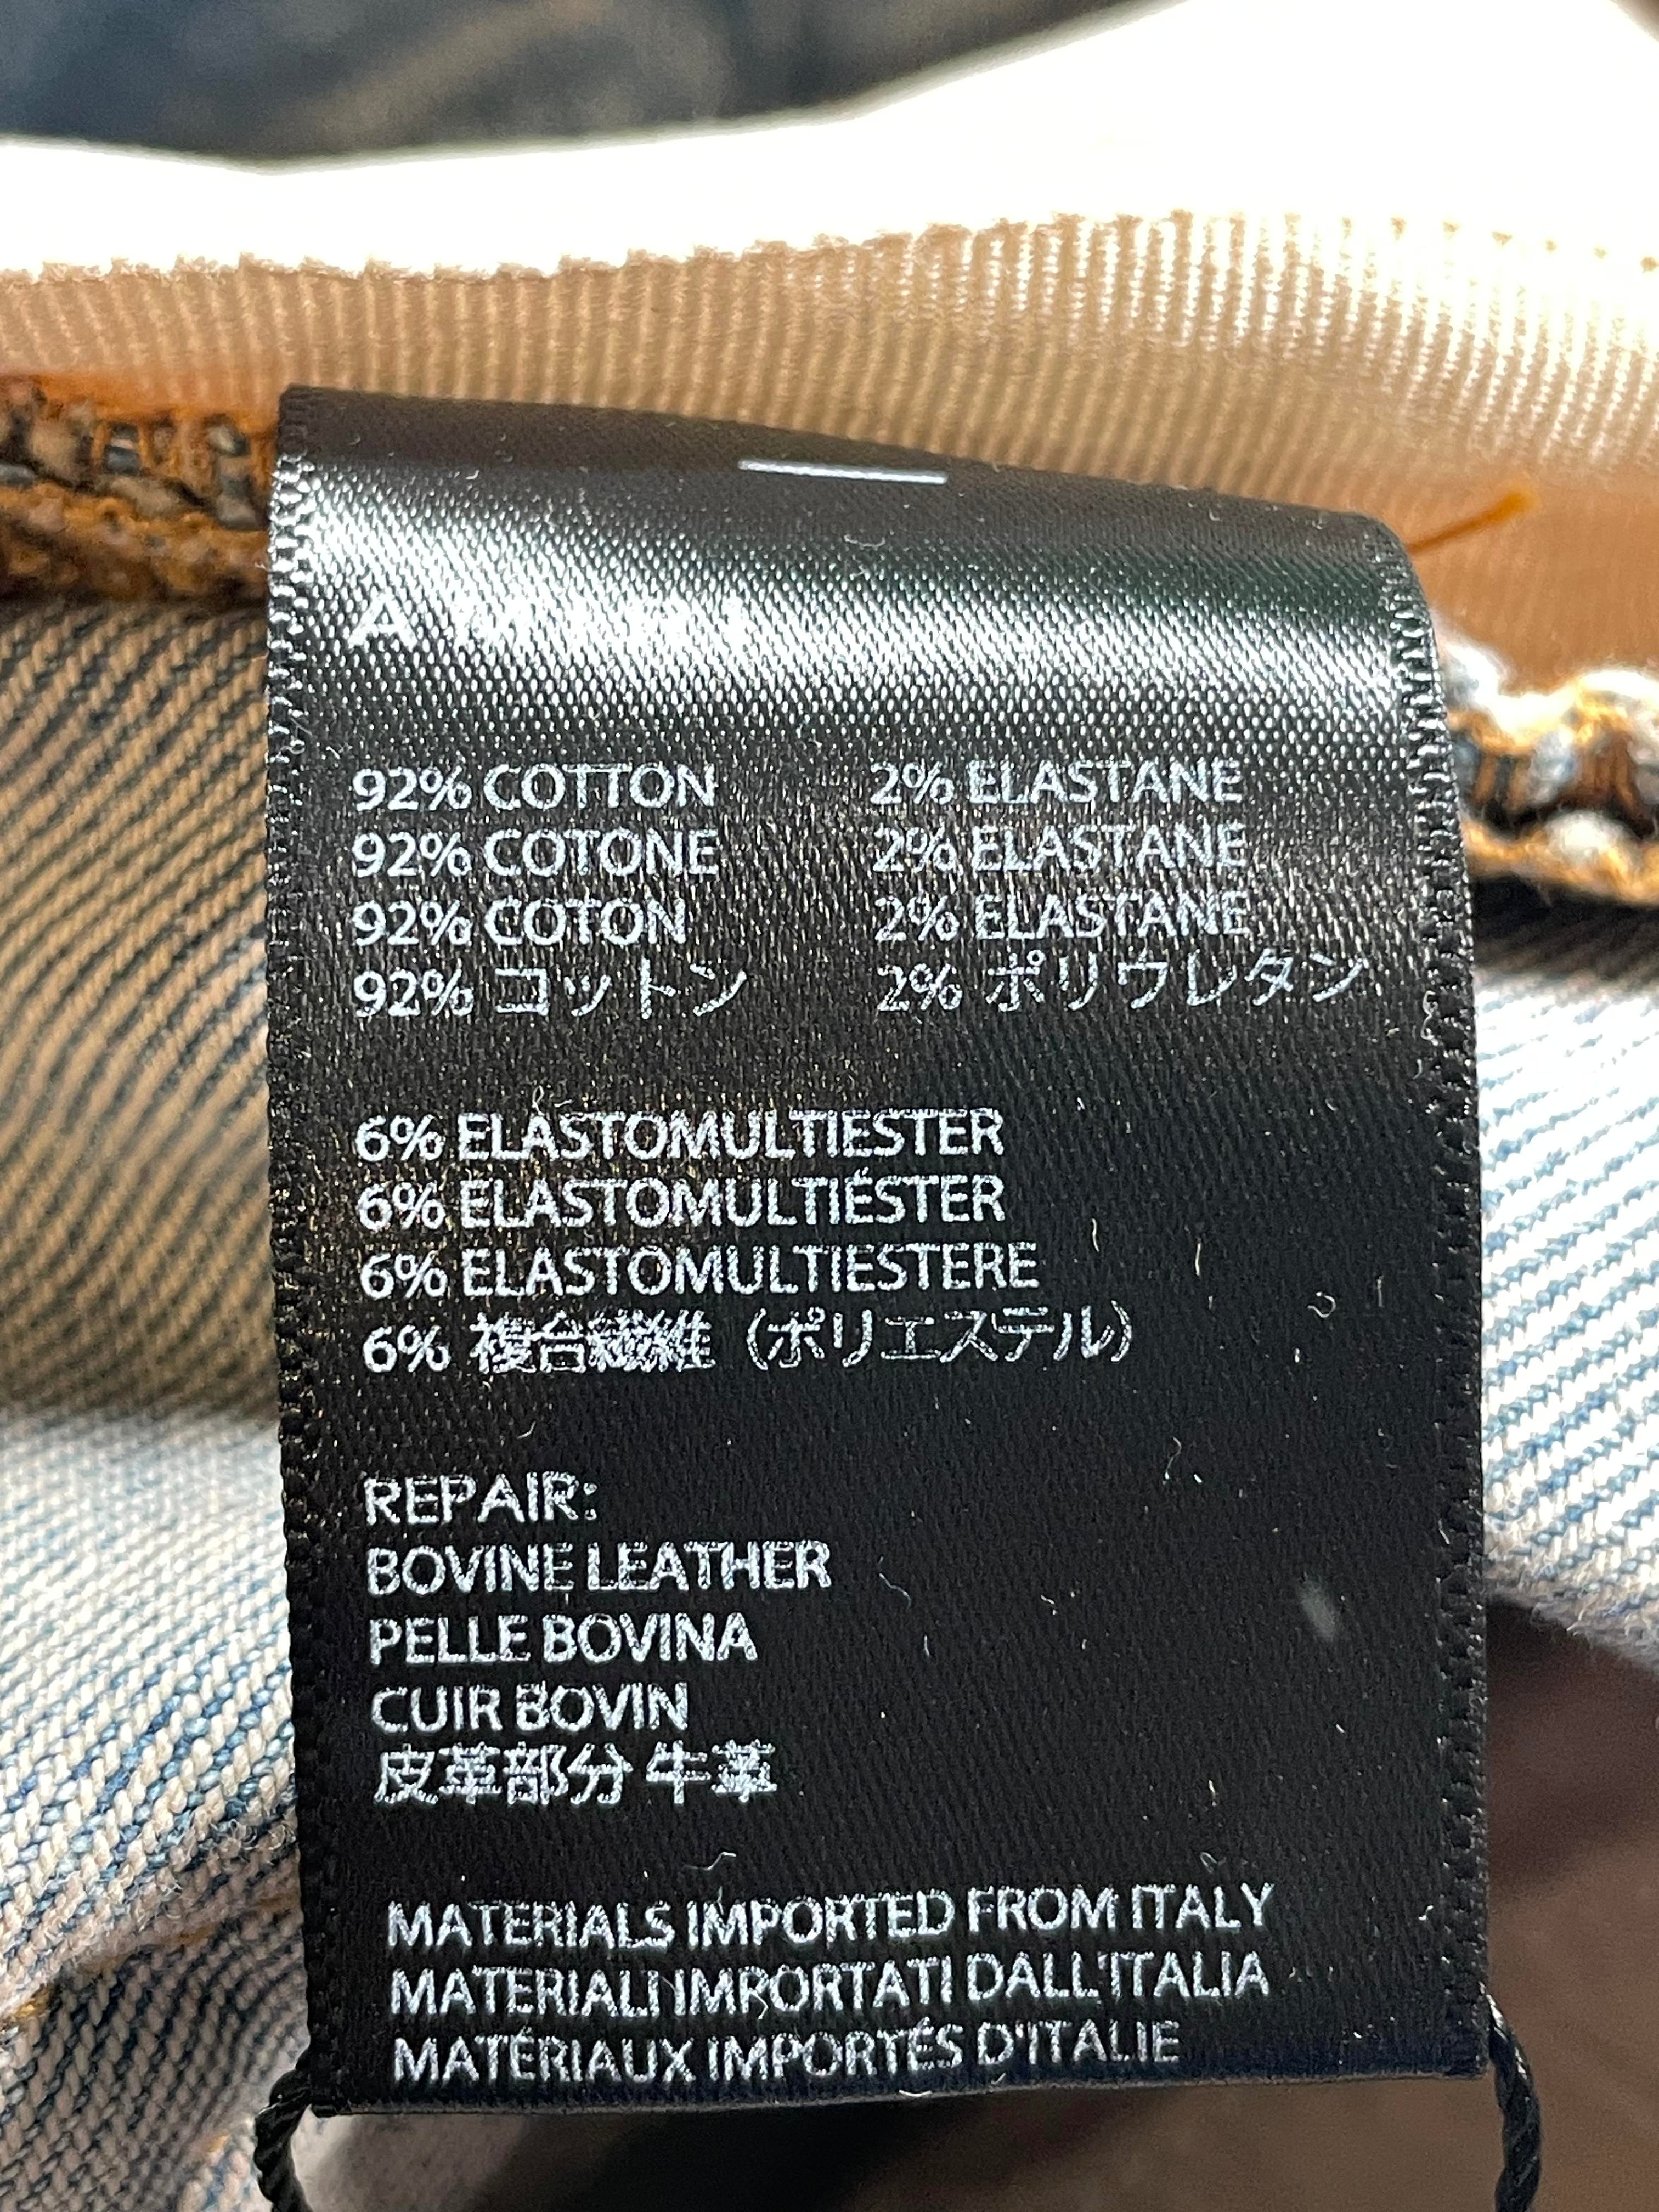 92% COTTON 2% ELASTANE
92% COTONE 2% ELASTANE
92% COTON 2% ELASTANE
92% コットン 2% ポリウレタン
6% ELASTOMULTIESTER
6% ELASTOMULTIÉSTER
6% ELASTOMULTIESTERE
6% 複合繊維（ポリエステル）
REPAIR:
BOVINE LEATHER
PELLE BOVINA
CUIR BOVIN
皮革部分 牛革
MATERIALS IMPORTED FROM ITALY
MATERIALI IMPORTATI DALL'ITALIA
MATÉRIAUX IMPORTÉS D'ITALIE